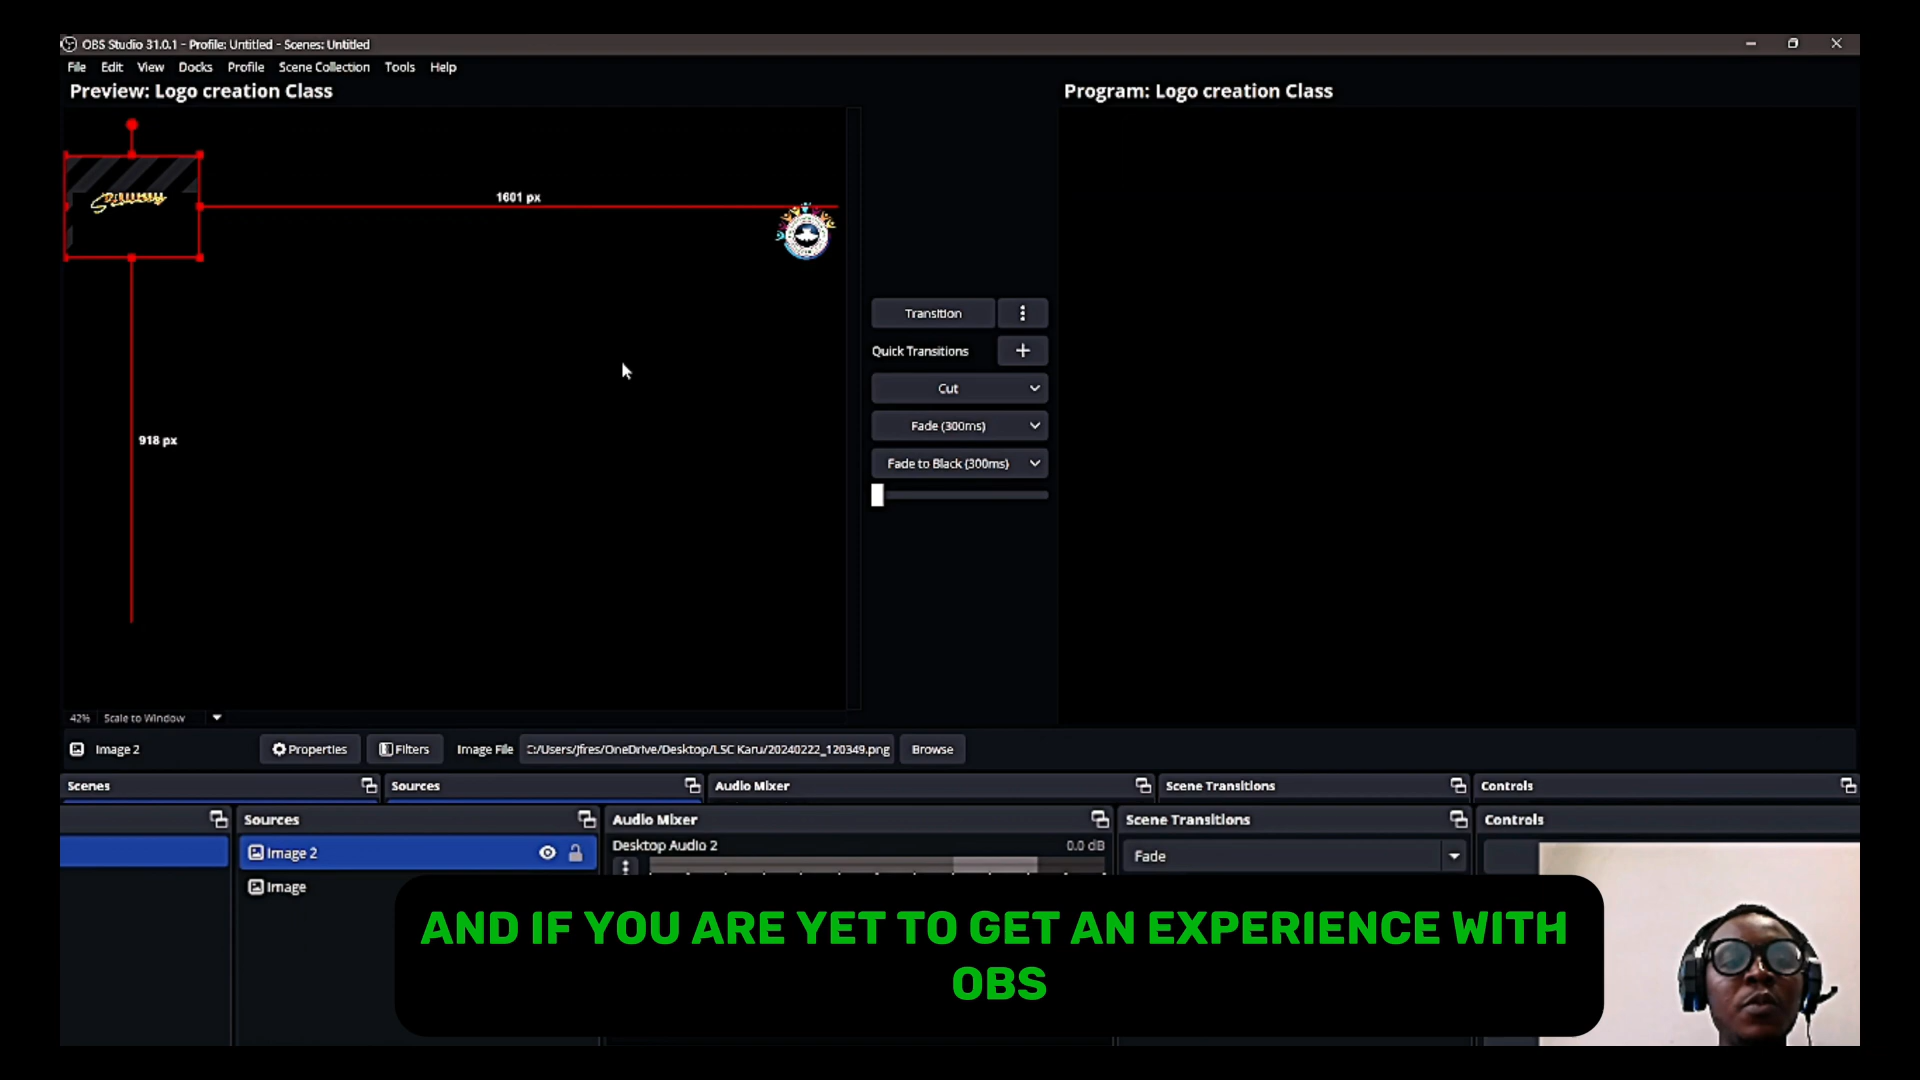 OBS Studio 31.0.1 - Profile: Untitled - Scenes: Untitled
File Edit View Docks Profile Scene Collection Tools Help
Preview: Logo creation Class
Program: Logo creation Class
1601 px
918 px
Transition
Quick Transitions
Cut
Fade (300ms)
Fade to Black (300ms)
42% Scale to Window
Image 2 Properties Filters Image File C:/Users/Jfires/OneDrive/Desktop/LSC Karu/20240222_120349.png Browse
Scenes Sources Audio Mixer Scene Transitions Controls
Sources Audio Mixer Scene Transitions Controls
Image 2
Desktop Audio 2 0.0 dB
Fade
Image
AND IF YOU ARE YET TO GET AN EXPERIENCE WITH
OBS